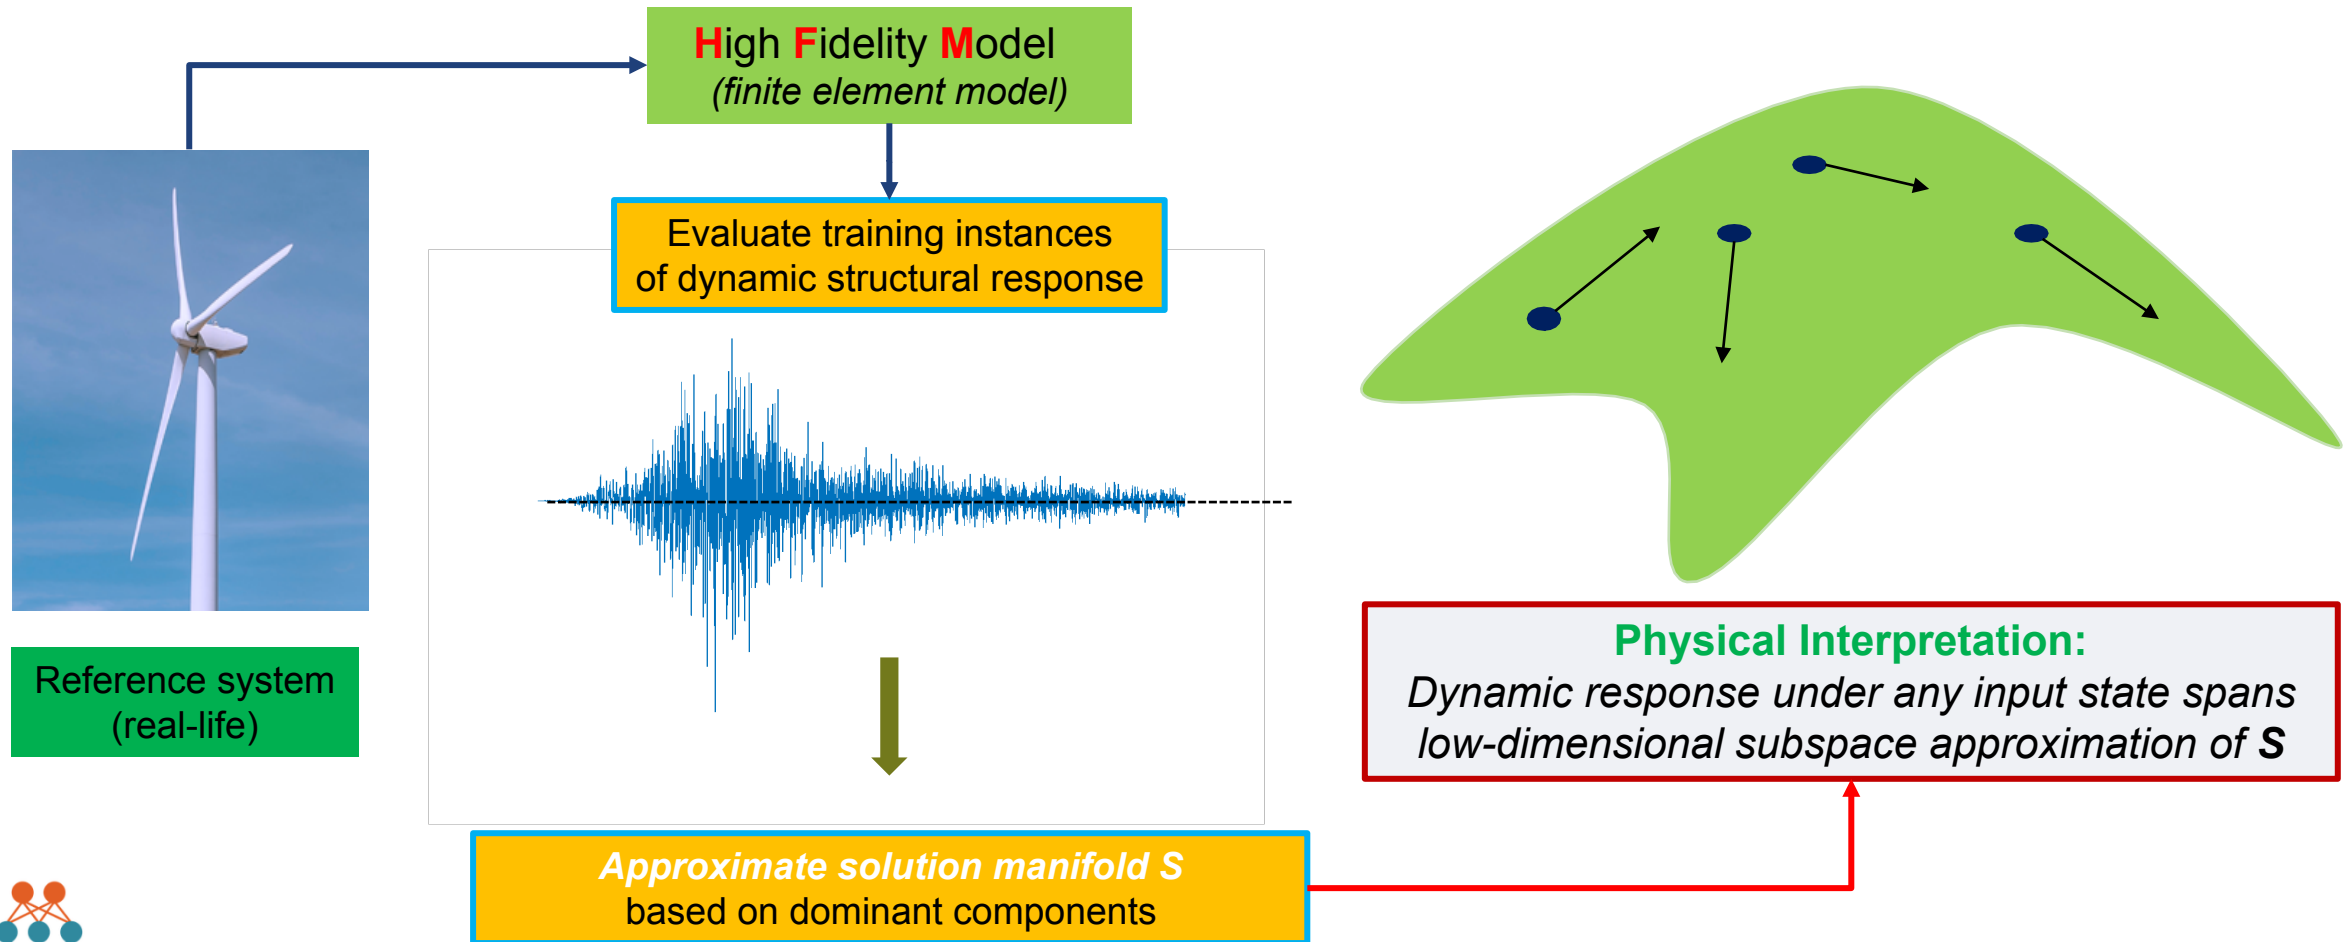 High Fidelity Model
(finite element model)
Evaluate training instances
of dynamic structural response
Reference system
(real-life)
Approximate solution manifold S
based on dominant components
Physical Interpretation:
Dynamic response under any input state spans
low-dimensional subspace approximation of S